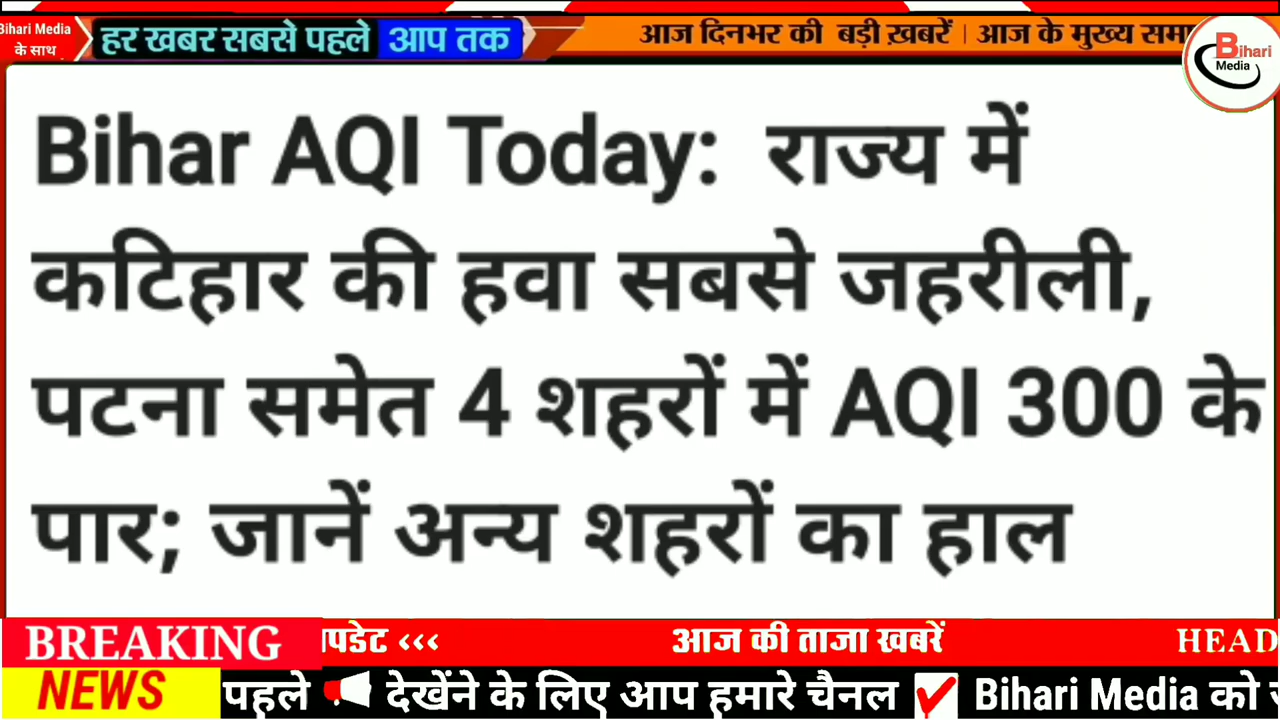 Bihari Media
के साथ
हर खबर सबसे पहले आप तक
आज दिनभर की बड़ी ख़बरें | आज के मुख्य
Bihari
Media
Bihar AQI Today: राज्य में
कटिहार की हवा सबसे जहरीली,
पटना समेत 4 शहरों में AQI 300 के
पार; जानें अन्य शहरों का हाल
BREAKING
NEWS
<<< आज की ताजा खबरें HEAD
पहले देखेंने के लिए आप हमारे चैनल Bihari Media को